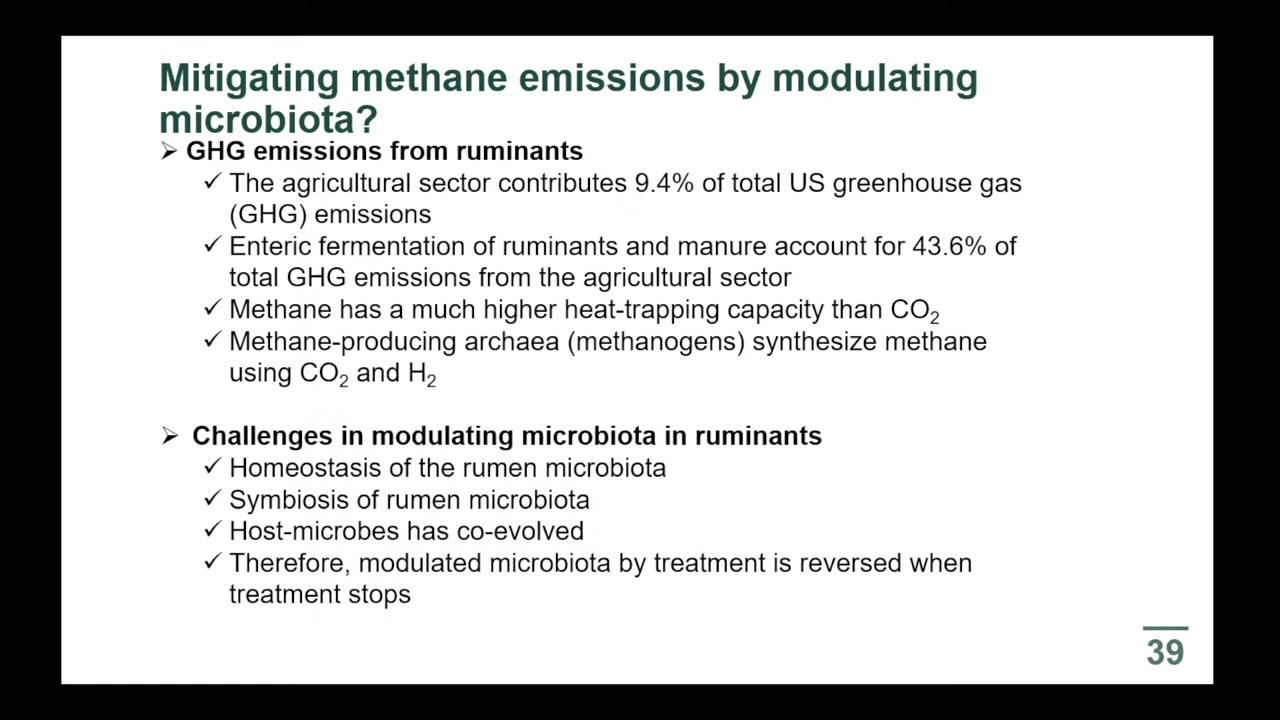 Mitigating methane emissions by modulating
microbiota?
➢ GHG emissions from ruminants
✓ The agricultural sector contributes 9.4% of total US greenhouse gas
(GHG) emissions
✓ Enteric fermentation of ruminants and manure account for 43.6% of
total GHG emissions from the agricultural sector
✓ Methane has a much higher heat-trapping capacity than CO₂
✓ Methane-producing archaea (methanogens) synthesize methane
using CO₂ and H₂
➢ Challenges in modulating microbiota in ruminants
✓ Homeostasis of the rumen microbiota
✓ Symbiosis of rumen microbiota
✓ Host-microbes has co-evolved
✓ Therefore, modulated microbiota by treatment is reversed when
treatment stops
39